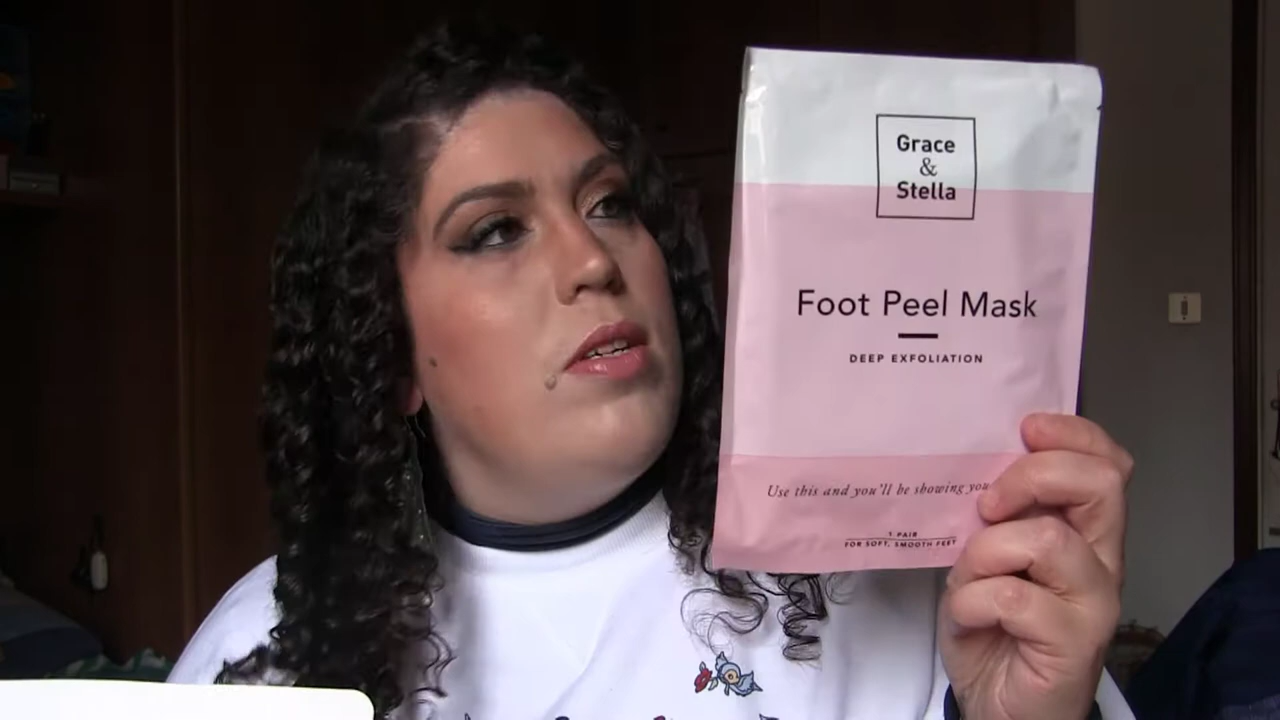 Grace
&
Stella
Foot Peel Mask
DEEP EXFOLIATION
Use this and you'll be showing you
1 PAIR
FOR SOFT, SMOOTH FEET